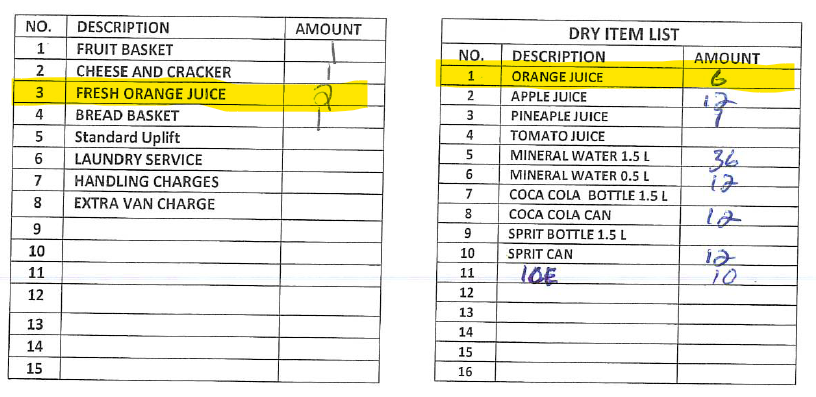 NO. DESCRIPTION AMOUNT
1 FRUIT BASKET 1
2 CHEESE AND CRACKER 1
3 FRESH ORANGE JUICE 2
4 BREAD BASKET 1
5 Standard Uplift
6 LAUNDRY SERVICE
7 HANDLING CHARGES
8 EXTRA VAN CHARGE
9
10
11
12
13
14
15
DRY ITEM LIST
NO. DESCRIPTION AMOUNT
1 ORANGE JUICE 6
2 APPLE JUICE 12
3 PINEAPLE JUICE 1
4 TOMATO JUICE
5 MINERAL WATER 1.5 L 36
6 MINERAL WATER 0.5 L 12
7 COCA COLA BOTTLE 1.5 L
8 COCA COLA CAN 12
9 SPRIT BOTTLE 1.5 L
10 SPRIT CAN 12
11 ICE 10
12
13
14
15
16